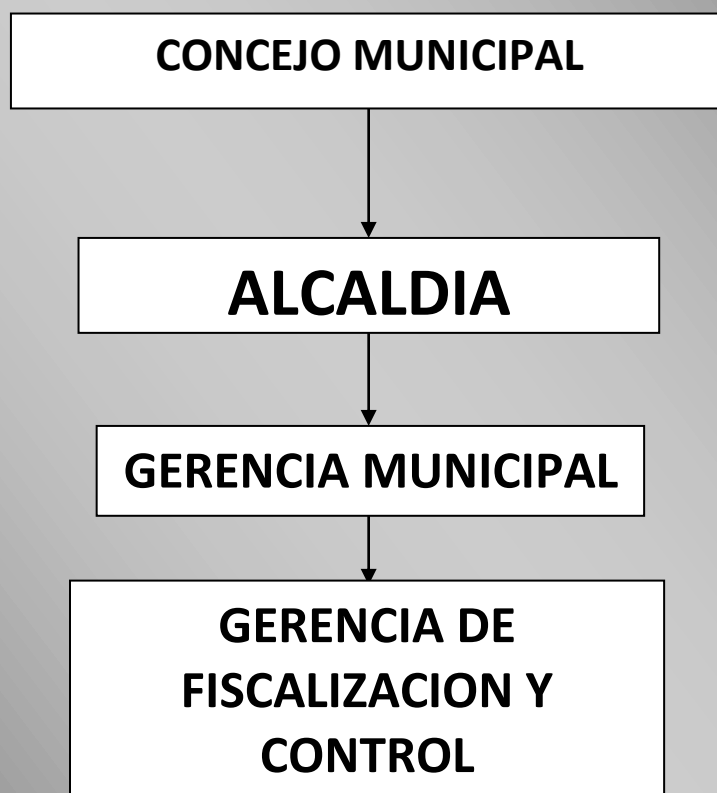 CONCEJO MUNICIPAL
ALCALDIA
GERENCIA MUNICIPAL
GERENCIA DE
FISCALIZACION Y
CONTROL